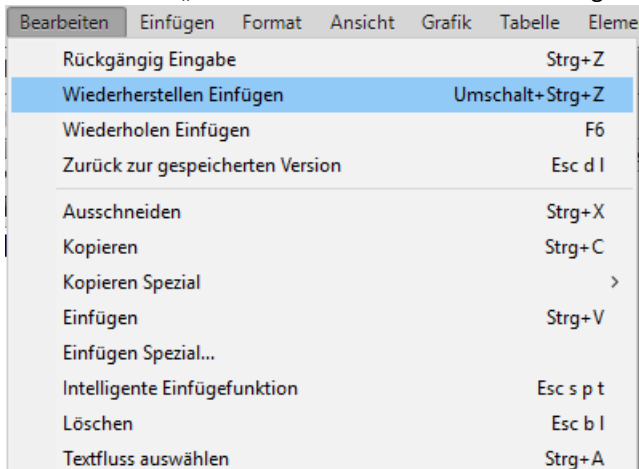 Bearbeiten Einfügen Format Ansicht Grafik Tabelle Eleme
Rückgängig Eingabe Strg+Z
Wiederherstellen Einfügen Umschalt+Strg+Z
Wiederholen Einfügen F6
Zurück zur gespeicherten Version Esc d l
Ausschneiden Strg+X
Kopieren Strg+C
Kopieren Spezial >
Einfügen Strg+V
Einfügen Spezial...
Intelligente Einfügefunktion Esc s p t
Löschen Esc b l
Textfluss auswählen Strg+A